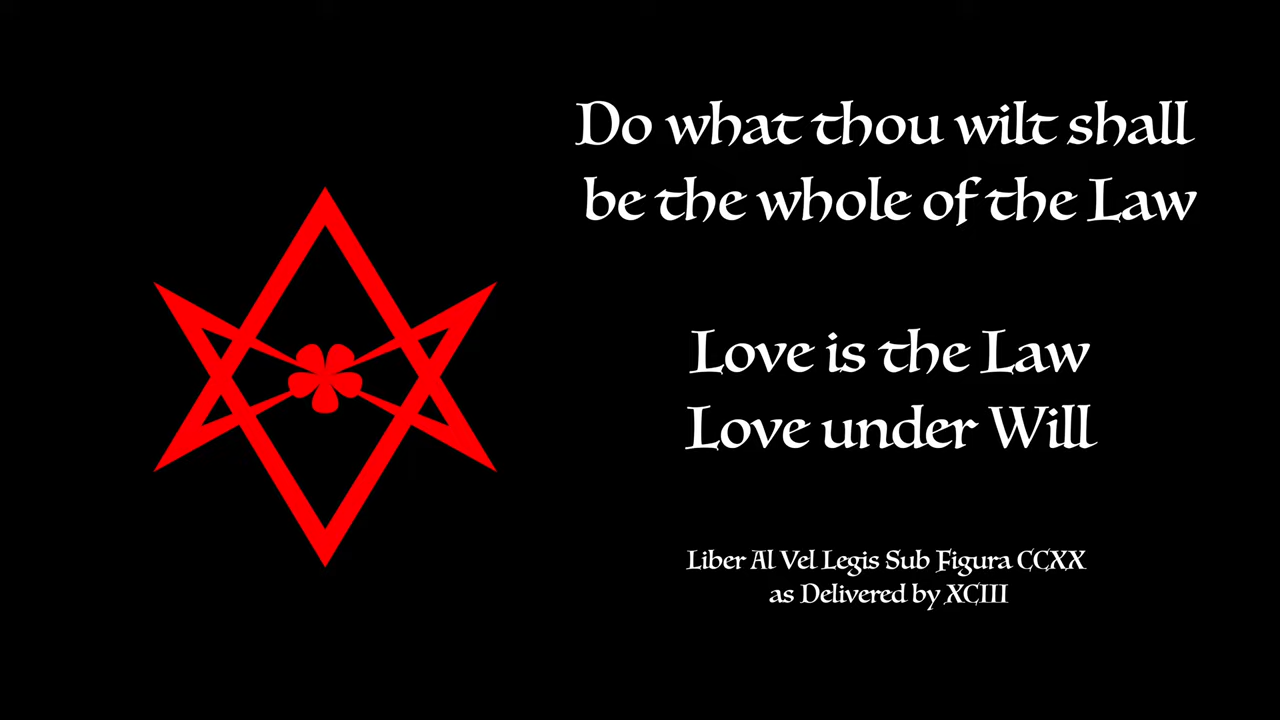 Do what thou wilt shall
be the whole of the Law
Love is the Law
Love under Will
Liber Al Vel Legis Sub Figura CCXX
as Delivered by XCIII